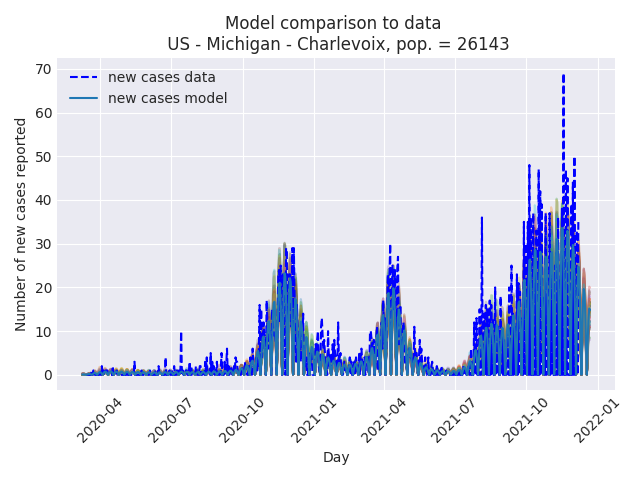 Model comparison to data
US - Michigan - Charlevoix, pop. = 26143
new cases data
new cases model
Number of new cases reported
70
60
50
40
30
20
10
0
2020-04
2020-07
2020-10
2021-01
2021-04
2021-07
2021-10
2022-01
Day